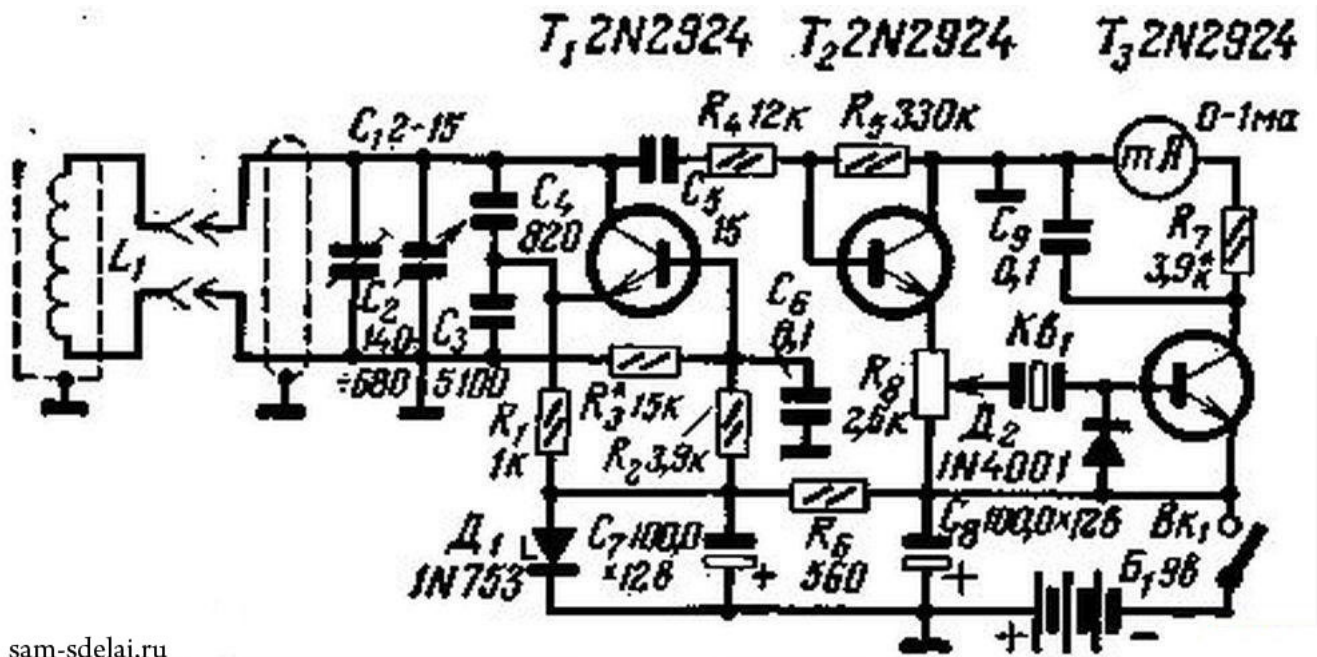 T₁ 2N2924 T₂ 2N2924 T₃ 2N2924
C₁ 2-15 R₄ 12к R₅ 330к 0-1ма
mA
C₄ 820
C₅ 15
C₉ 0,1
R₇ 3,9*к
L₁
C₂ 140÷680
C₃ 5100
C₆ 0,1
Кв₁
R₈
R₁ 1к
R₃* 15к
R₂ 3,9к
Д₂ 1N4001
Д₁ 1N753
C₇ 100,0×12в +
R₆ 560
C₈ 100,0×12в +
Вк₁
Б₁ 9в
+ -
sam-sdelai.ru